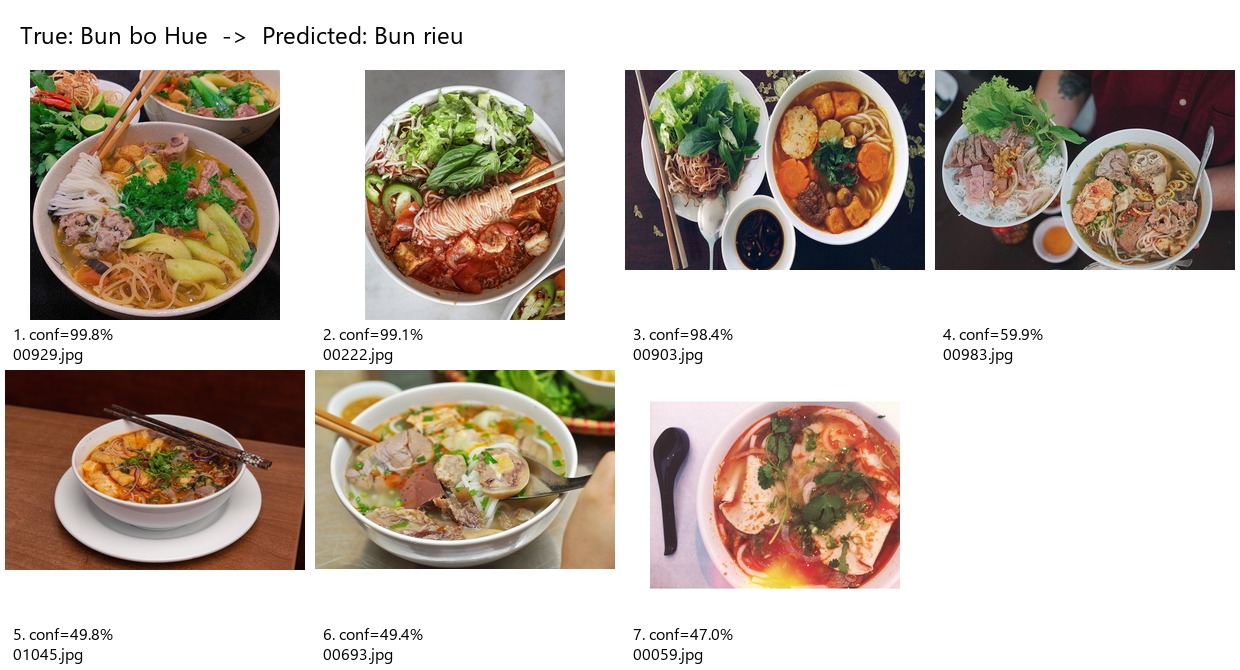 True: Bun bo Hue -> Predicted: Bun rieu
1. conf=99.8%
00929.jpg
2. conf=99.1%
00222.jpg
3. conf=98.4%
00903.jpg
4. conf=59.9%
00983.jpg
5. conf=49.8%
01045.jpg
6. conf=49.4%
00693.jpg
7. conf=47.0%
00059.jpg